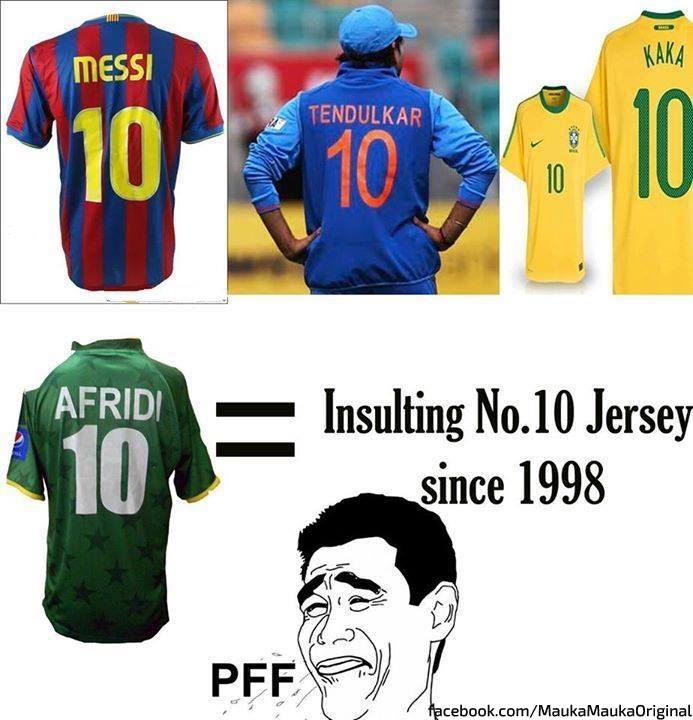 MESSI
10
TENDULKAR
10
10
KAKA
10
AFRIDI
10
=
Insulting No.10 Jersey
since 1998
PFF
facebook.com/MaukaMaukaOriginal